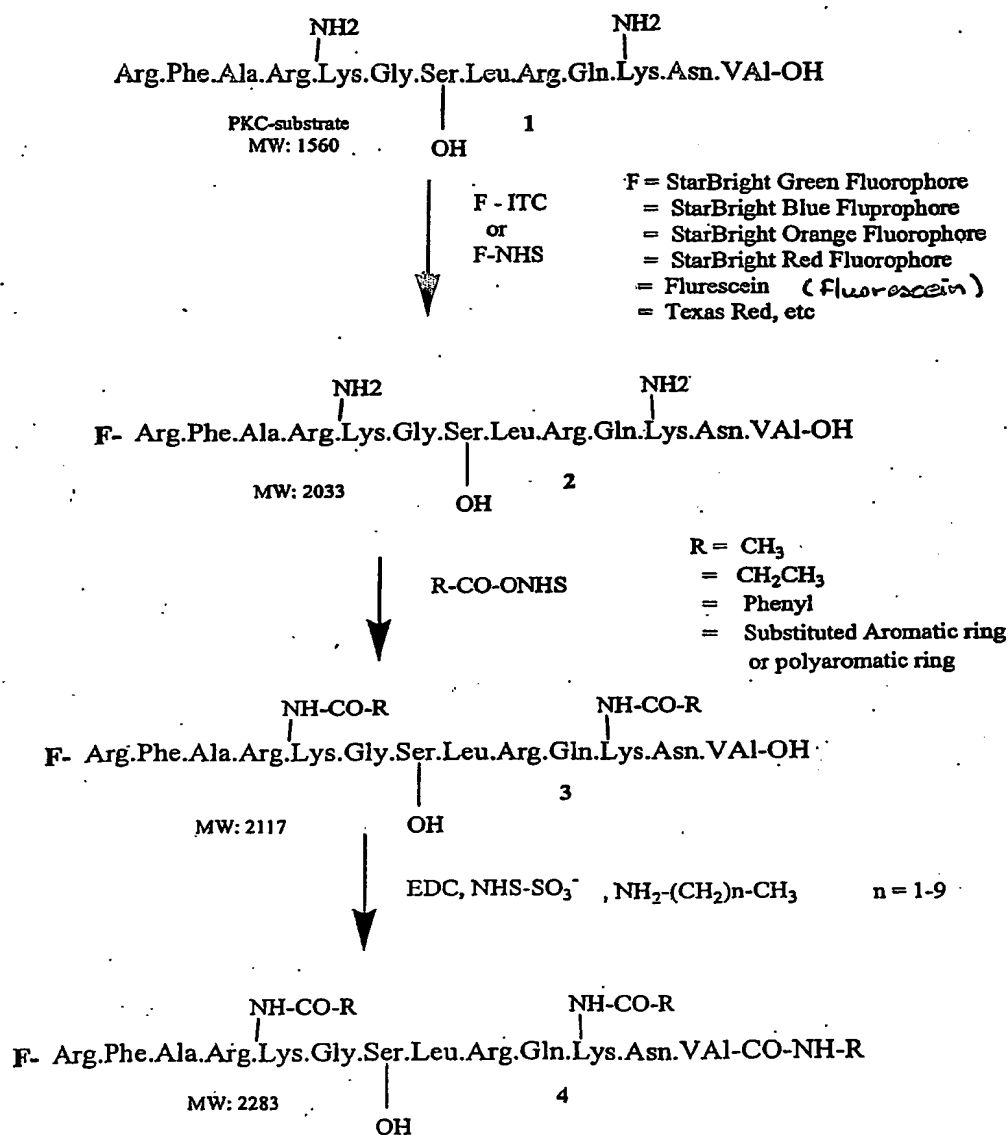 NH2 NH2
Arg.Phe.Ala.Arg.Lys.Gly.Ser.Leu.Arg.Gln.Lys.Asn.VAl-OH
PKC-substrate
MW: 1560
1
OH
F - ITC
or
F-NHS
F = StarBright Green Fluorophore
= StarBright Blue Fluprophore
= StarBright Orange Fluorophore
= StarBright Red Fluorophore
= Flurescein (Fluorescein)
= Texas Red, etc
NH2 NH2
F- Arg.Phe.Ala.Arg.Lys.Gly.Ser.Leu.Arg.Gln.Lys.Asn.VAl-OH
MW: 2033
2
OH
R-CO-ONHS
R = CH₃
= CH₂CH₃
= Phenyl
= Substituted Aromatic ring
or polyaromatic ring
NH-CO-R NH-CO-R
F- Arg.Phe.Ala.Arg.Lys.Gly.Ser.Leu.Arg.Gln.Lys.Asn.VAl-OH
3
MW: 2117
OH
EDC, NHS-SO₃⁻ , NH₂-(CH₂)n-CH₃ n = 1-9
NH-CO-R NH-CO-R
F- Arg.Phe.Ala.Arg.Lys.Gly.Ser.Leu.Arg.Gln.Lys.Asn.VAl-CO-NH-R
MW: 2283
4
OH